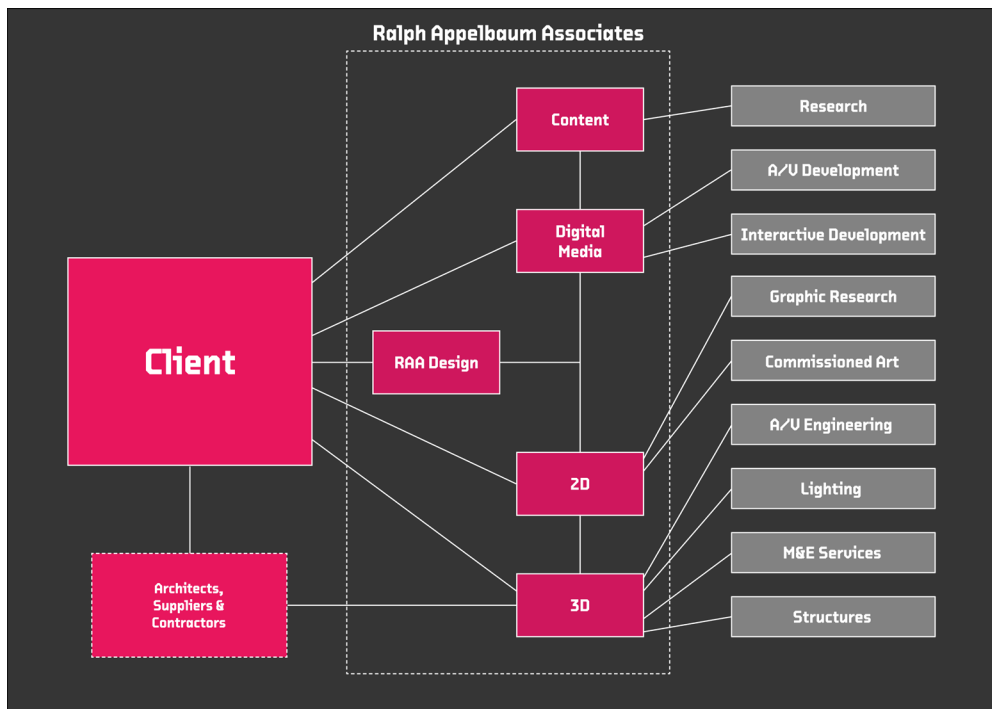 Ralph Appelbaum Associates
Content
Research
A/V Development
Digital
Media
Interactive Development
Graphic Research
Client
RAA Design
Commissioned Art
A/V Engineering
2D
Lighting
M&E Services
Architects,
Suppliers &
Contractors
3D
Structures